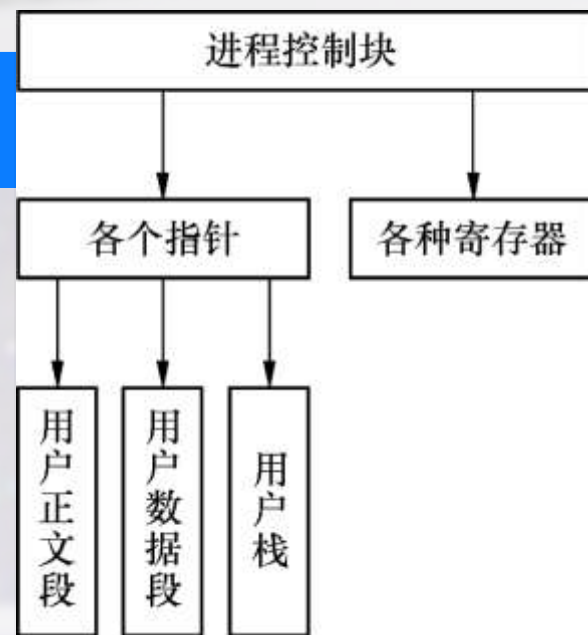 进程控制块
各个指针
各种寄存器
用户正文段
用户数据段
用户栈